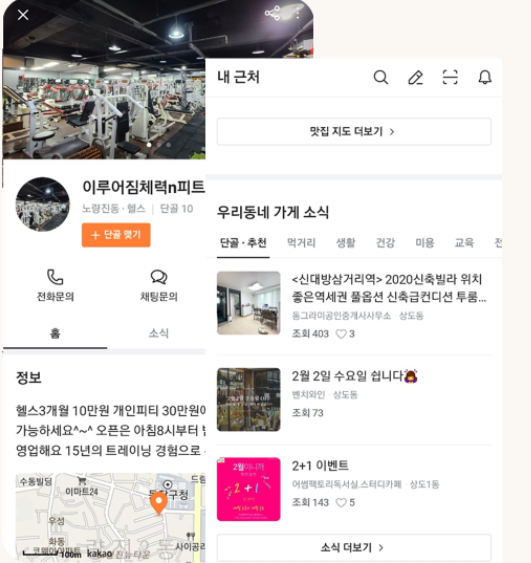 이루어짐체력n피트
노량진동 · 헬스 | 단골 10
+ 단골 맺기
전화문의
채팅문의
홈
소식
정보
헬스3개월 10만원 개인피티 30만원에
가능하세요^~^ 오픈은 아침8시부터
영업해요 15년의 트레이닝 경험으로
수동빌딩
이마트24
우성
화동
100m
kakao
내 근처
맛집 지도 더보기 >
우리동네 가게 소식
단골 · 추천
먹거리
생활
건강
미용
교육
<신대방삼거리역> 2020신축빌라 위치
좋은역세권 풀옵션 신축급컨디션 투룸...
동그라미공인중개사사무소 · 상도동
조회 403 ♡ 3
2월 2일 수요일 쉽니다🙇
벤치와인 · 상도동
조회 73
2월이니까
2+1
2+1 이벤트
어썸팩토리독서실.스터디카페 · 상도1동
조회 143 ♡ 5
소식 더보기 >